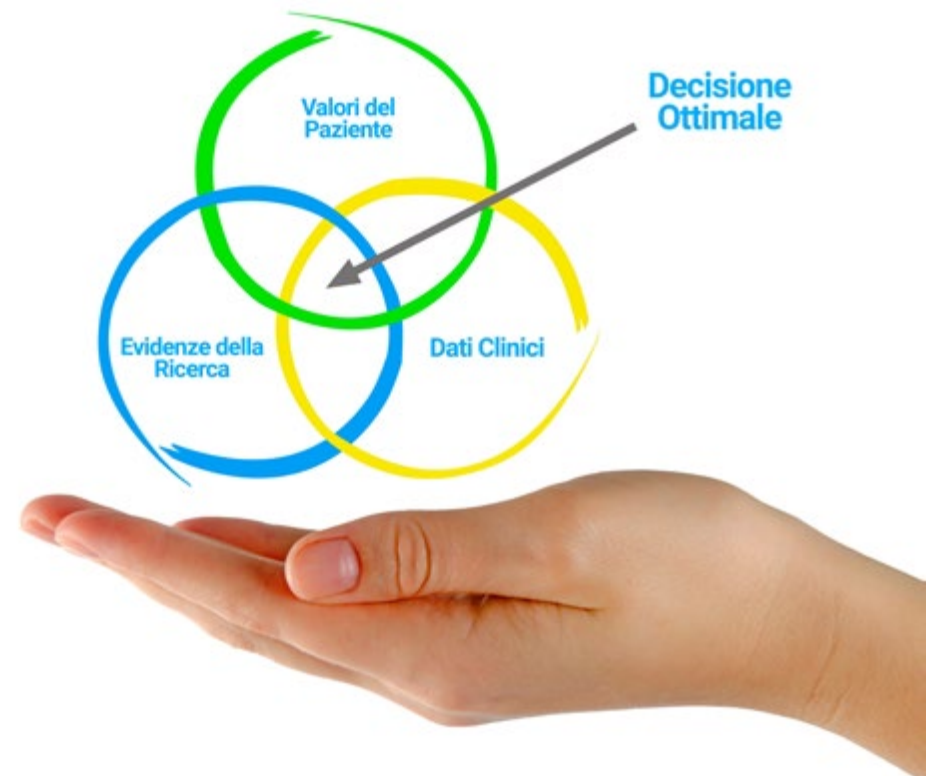 Valori del
Paziente
Decisione
Ottimale
Evidenze della
Ricerca
Dati Clinici